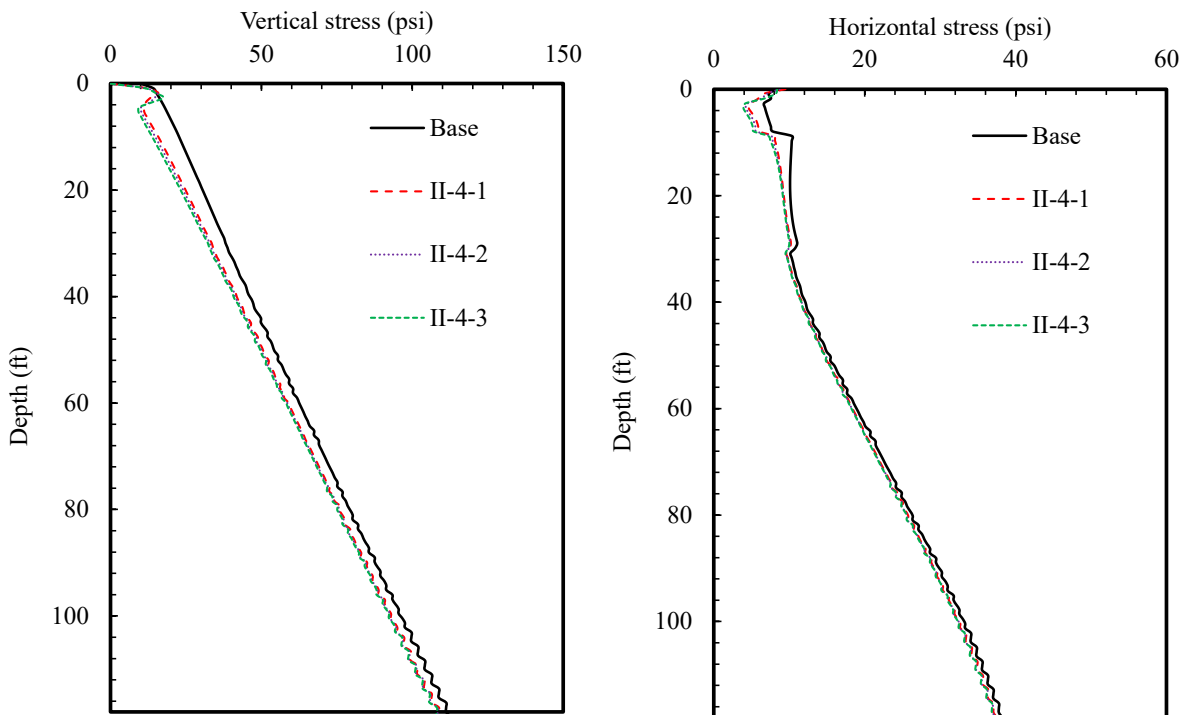 Vertical stress (psi)
0 50 100 150
0
20
40
60
80
100
Depth (ft)
Base
II-4-1
II-4-2
II-4-3
Horizontal stress (psi)
0 20 40 60
0
20
40
60
80
100
Depth (ft)
Base
II-4-1
II-4-2
II-4-3